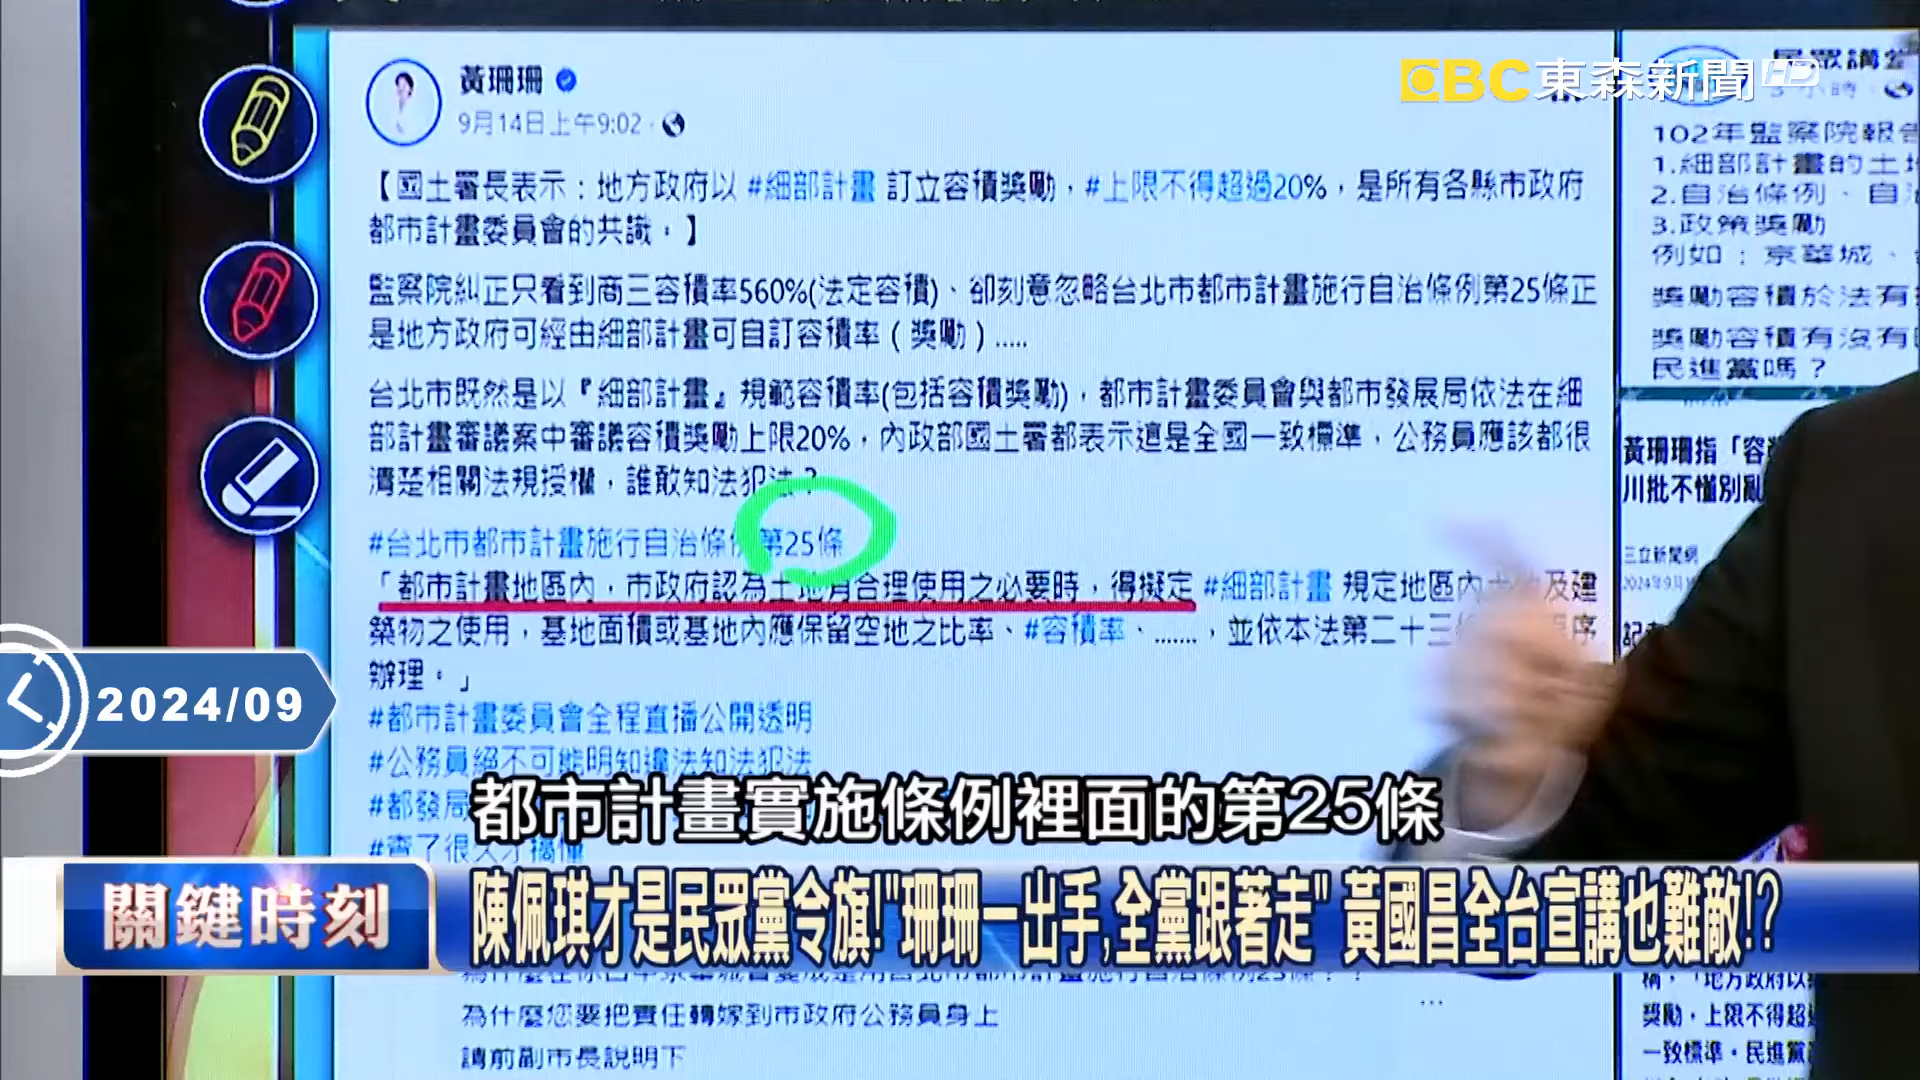 黃珊珊
9月14日上午9:02
EBC東森新聞HD
【國土署長表示：地方政府以 #細部計畫 訂立容積獎勵，#上限不得超過20%，是所有各縣市政府
都市計畫委員會的共識。】
監察院糾正只看到商三容積率560%(法定容積)、卻刻意忽略台北市都市計畫施行自治條例第25條正
是地方政府可經由細部計畫可自訂容積率（獎勵）.....
台北市既然是以『細部計畫』規範容積率(包括容積獎勵)，都市計畫委員會與都市發展局依法在細
部計畫審議案中審議容積獎勵上限20%，內政部國土署都表示這是全國一致標準，公務員應該都很
清楚相關法規授權，誰敢知法犯法？
#台北市都市計畫施行自治條例第25條
「都市計畫地區內，市政府認為土地有合理使用之必要時，得擬定 #細部計畫 規定地區內土地及建
築物之使用，基地面積或基地內應保留空地之比率、#容積率、.......，並依本法第二十三
序
辦理。」
#都市計畫委員會全程直播公開透明
#公務員絕不可能明知違法知法犯法
#都發局
102年監察院報告
1.細部計畫的土地
2.自治條例、自治
3.政策獎勵
例如：京華城、
獎勵容積於法有
獎勵容積有沒有
民進黨嗎？
黃珊珊指「容
川批不懂別亂
三立新聞網
2024/09
都市計畫實施條例裡面的第25條
關鍵時刻
陳佩琪才是民眾黨令旗!"珊珊一出手,全黨跟著走" 黃國昌全台宣講也難敵!?
為什麼您要把責任轉嫁到市政府公務員身上
請前副市長說明下
稱，「地方政府以
獎勵，上限不得超過
一致標準。民進黨